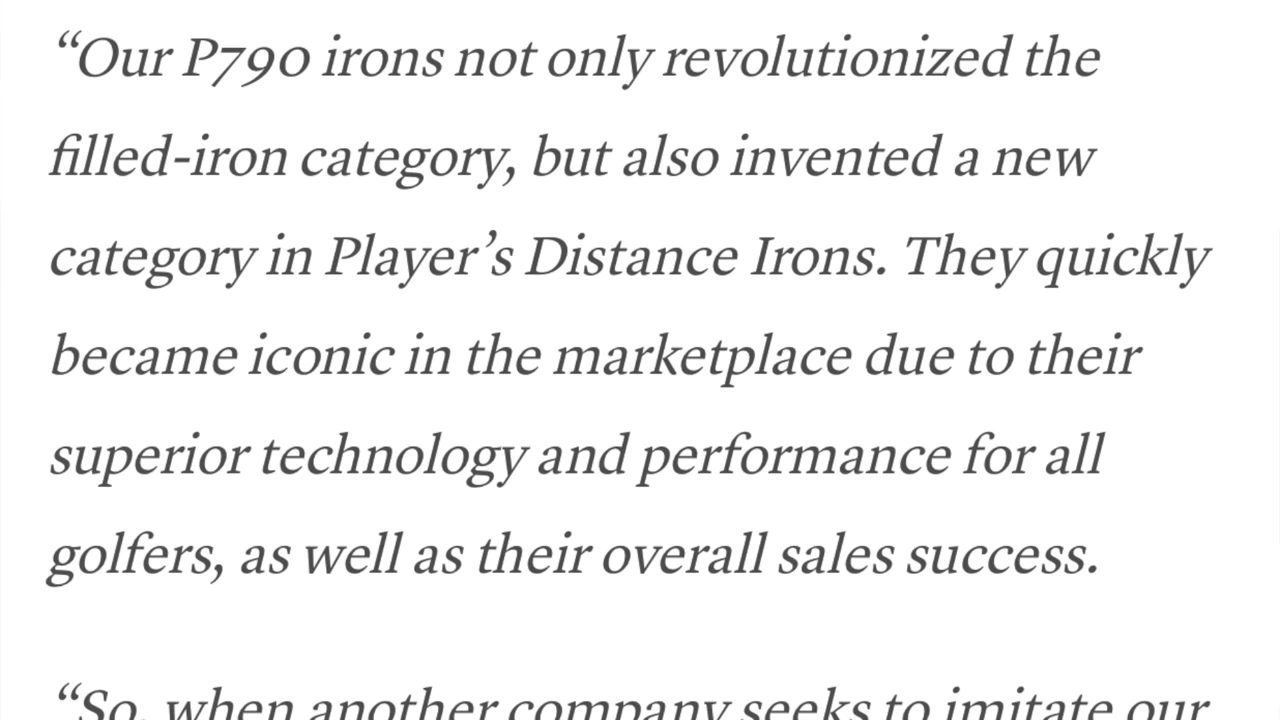 “Our P790 irons not only revolutionized the
filled-iron category, but also invented a new
category in Player’s Distance Irons. They quickly
became iconic in the marketplace due to their
superior technology and performance for all
golfers, as well as their overall sales success.
“So, when another company seeks to imitate our